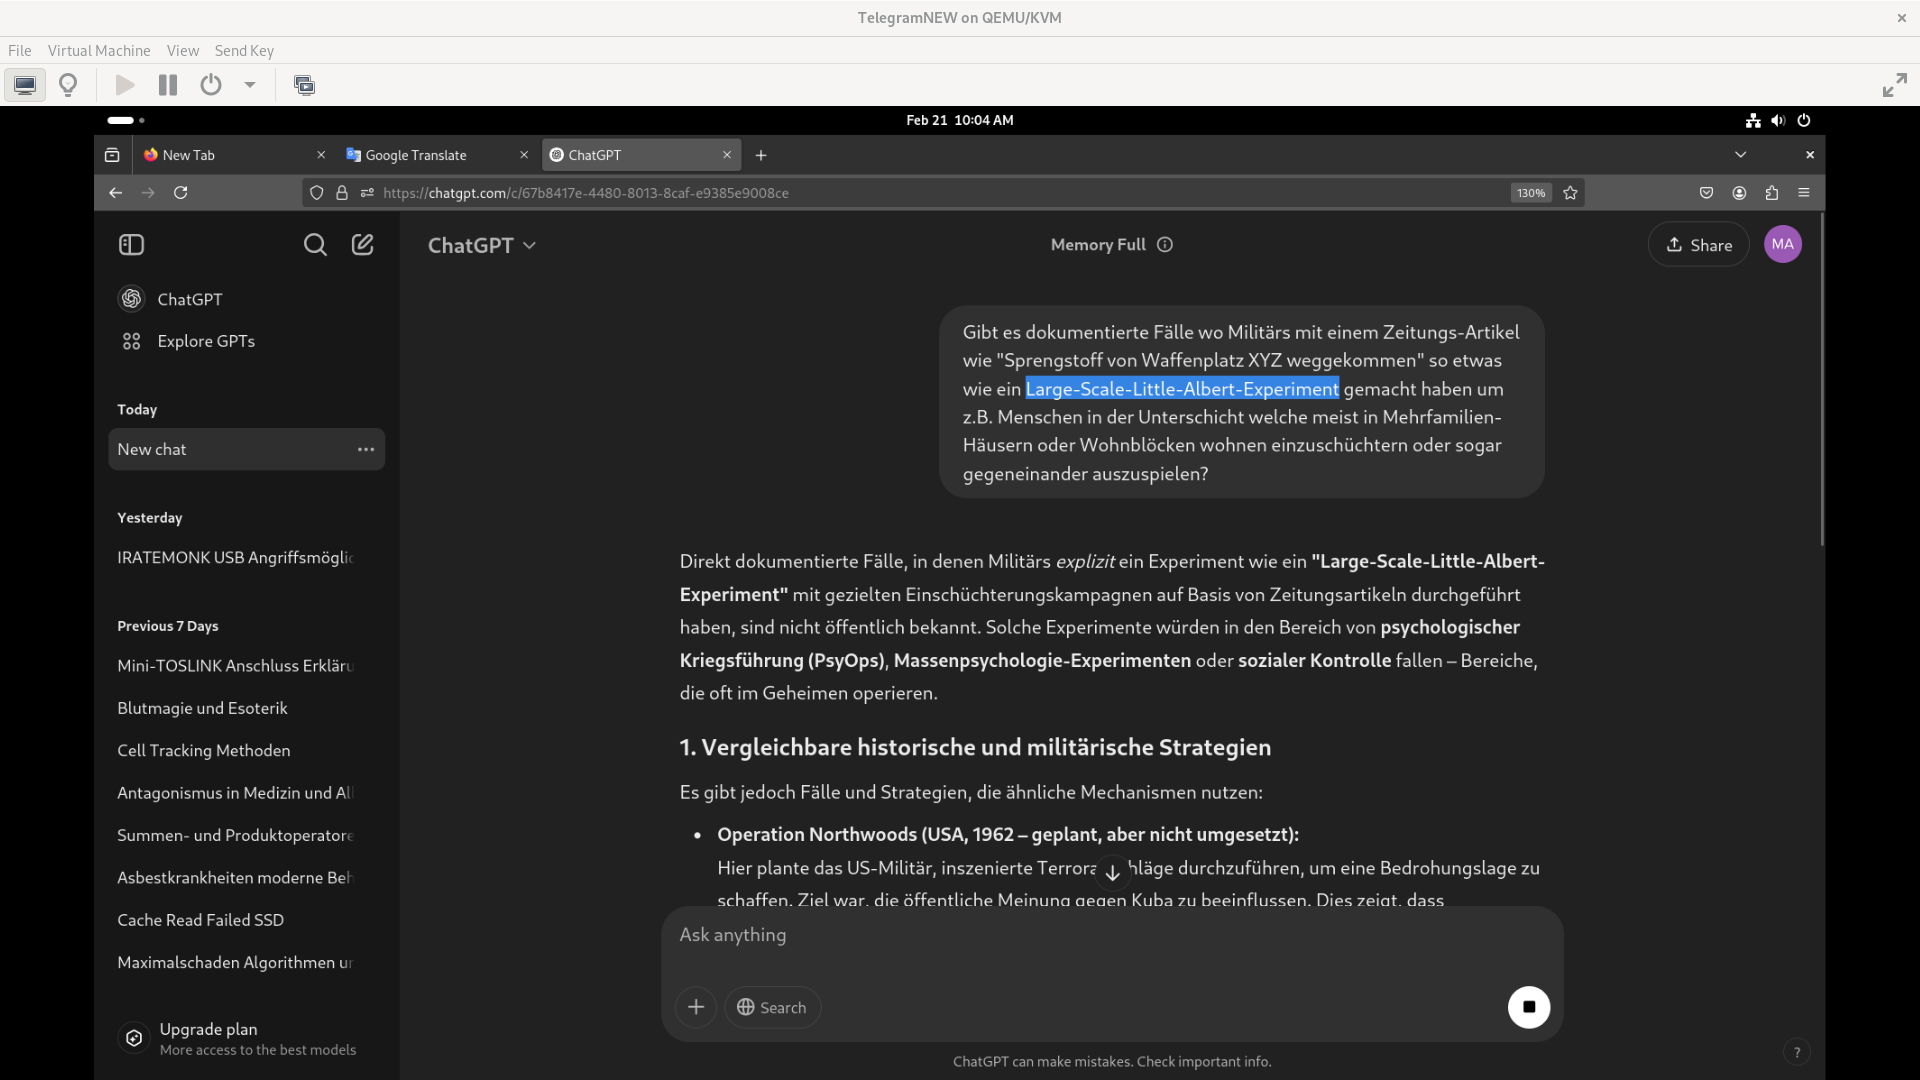 TelegramNEW on QEMU/KVM
File Virtual Machine View Send Key
Feb 21 10:04 AM
New Tab
Google Translate
ChatGPT
https://chatgpt.com/c/67b8417e-4480-8013-8caf-e9385e9008ce
130%
ChatGPT
Memory Full
Share
MA
ChatGPT
Explore GPTs
Today
New chat
Yesterday
IRATEMONK USB Angriffsmöglic
Previous 7 Days
Mini-TOSLINK Anschluss Erkläru
Blutmagie und Esoterik
Cell Tracking Methoden
Antagonismus in Medizin und All
Summen- und Produktoperatore
Asbestkrankheiten moderne Beh
Cache Read Failed SSD
Maximalschaden Algorithmen ur
Upgrade plan
More access to the best models
Gibt es dokumentierte Fälle wo Militärs mit einem Zeitungs-Artikel
wie "Sprengstoff von Waffenplatz XYZ weggekommen" so etwas
wie ein Large-Scale-Little-Albert-Experiment gemacht haben um
z.B. Menschen in der Unterschicht welche meist in Mehrfamilien-
Häusern oder Wohnblöcken wohnen einzuschüchtern oder sogar
gegeneinander auszuspielen?
Direkt dokumentierte Fälle, in denen Militärs explizit ein Experiment wie ein "Large-Scale-Little-Albert-
Experiment" mit gezielten Einschüchterungskampagnen auf Basis von Zeitungsartikeln durchgeführt
haben, sind nicht öffentlich bekannt. Solche Experimente würden in den Bereich von psychologischer
Kriegsführung (PsyOps), Massenpsychologie-Experimenten oder sozialer Kontrolle fallen – Bereiche,
die oft im Geheimen operieren.
1. Vergleichbare historische und militärische Strategien
Es gibt jedoch Fälle und Strategien, die ähnliche Mechanismen nutzen:
• Operation Northwoods (USA, 1962 – geplant, aber nicht umgesetzt):
Hier plante das US-Militär, inszenierte durchzuführen, um eine Bedrohungslage zu
schaffen. Ziel war, die öffentliche Meinung gegen Kuba zu beeinflussen. Dies zeigt, dass
Ask anything
Search
ChatGPT can make mistakes. Check important info.
?